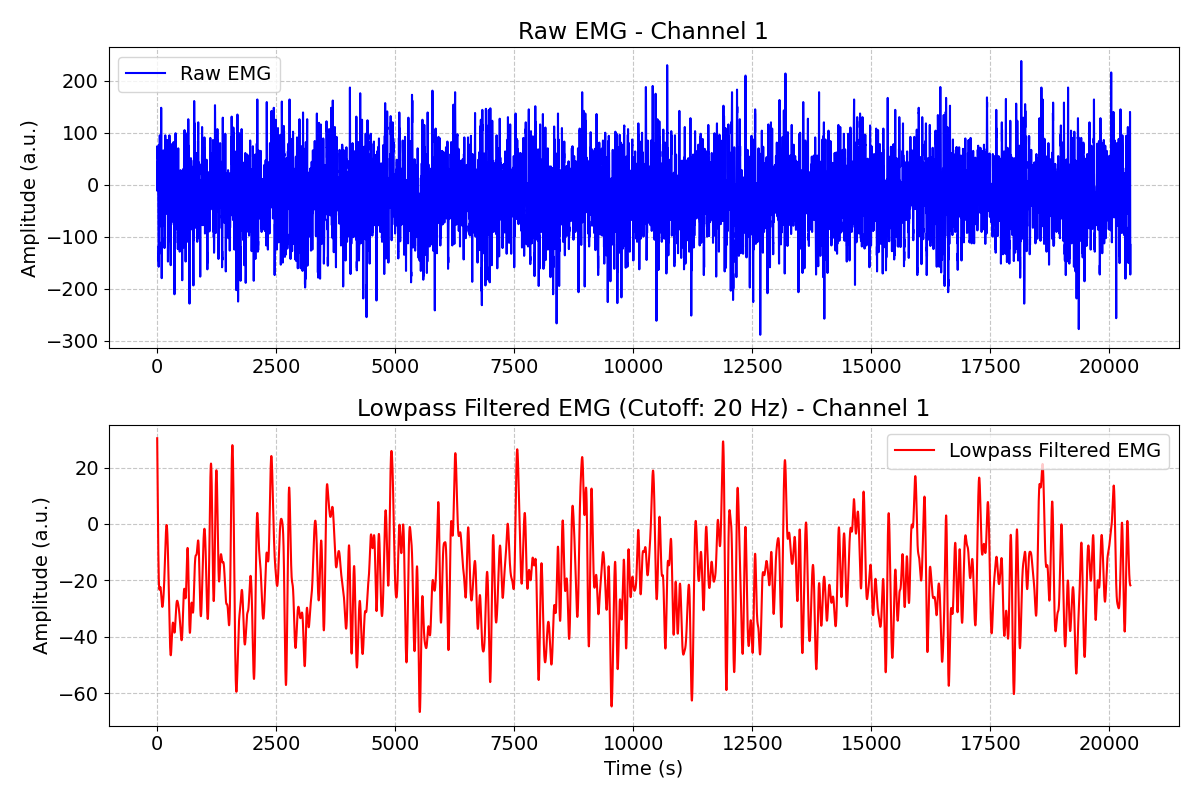 Raw EMG - Channel 1
Raw EMG
Amplitude (a.u.)
200
100
0
−100
−200
−300
0 2500 5000 7500 10000 12500 15000 17500 20000
Lowpass Filtered EMG (Cutoff: 20 Hz) - Channel 1
Lowpass Filtered EMG
Amplitude (a.u.)
20
0
−20
−40
−60
0 2500 5000 7500 10000 12500 15000 17500 20000
Time (s)